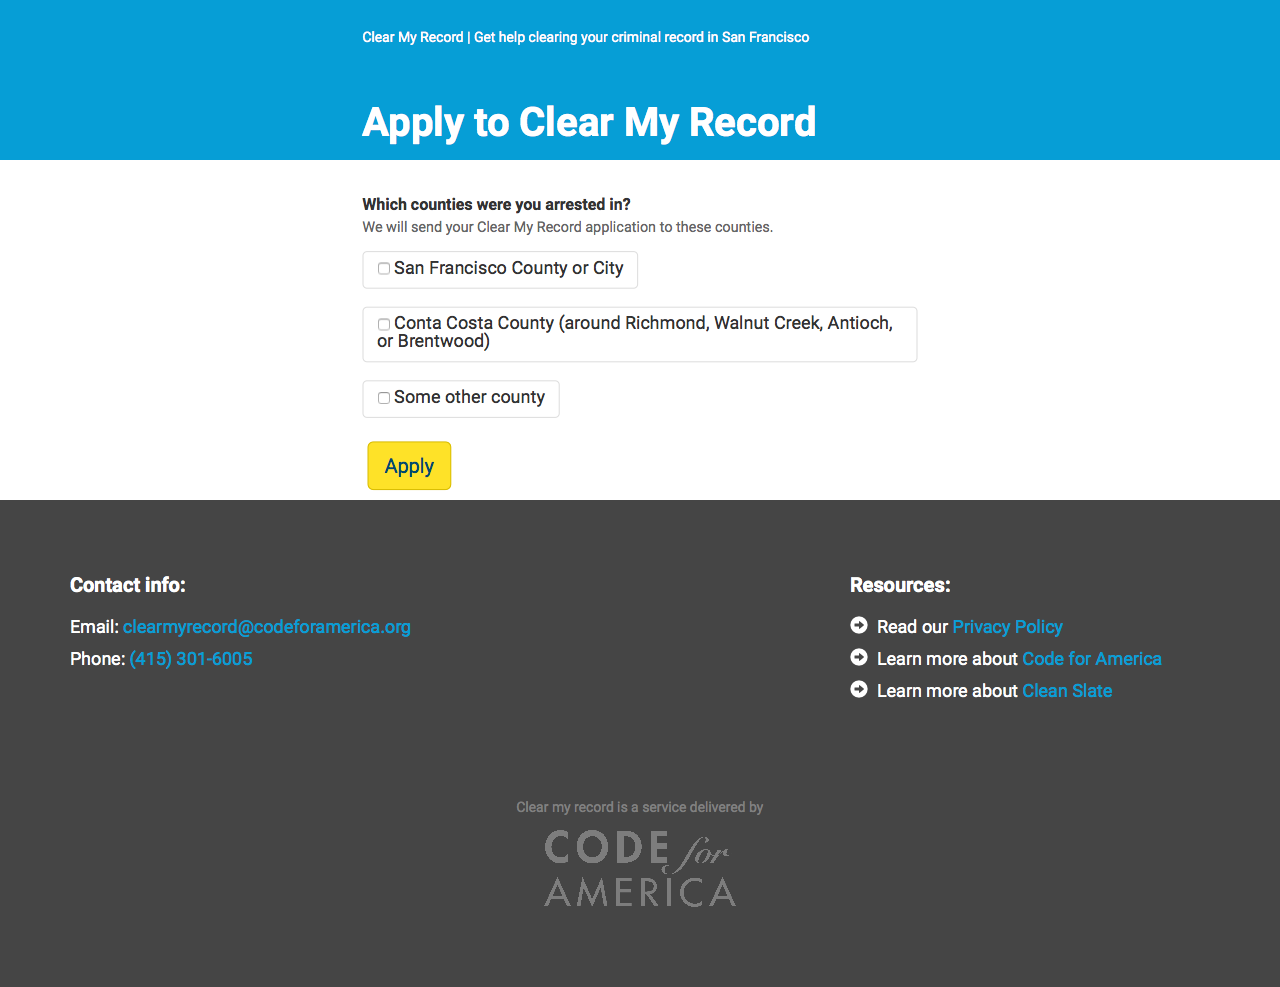 Clear My Record | Get help clearing your criminal record in San Francisco
Apply to Clear My Record
Which counties were you arrested in?
We will send your Clear My Record application to these counties.
San Francisco County or City
Conta Costa County (around Richmond, Walnut Creek, Antioch,
or Brentwood)
Some other county
Apply
Contact info:
Email: clearmyrecord@codeforamerica.org
Phone: (415) 301-6005
Resources:
Read our Privacy Policy
Learn more about Code for America
Learn more about Clean Slate
Clear my record is a service delivered by
CODE for
AMERICA